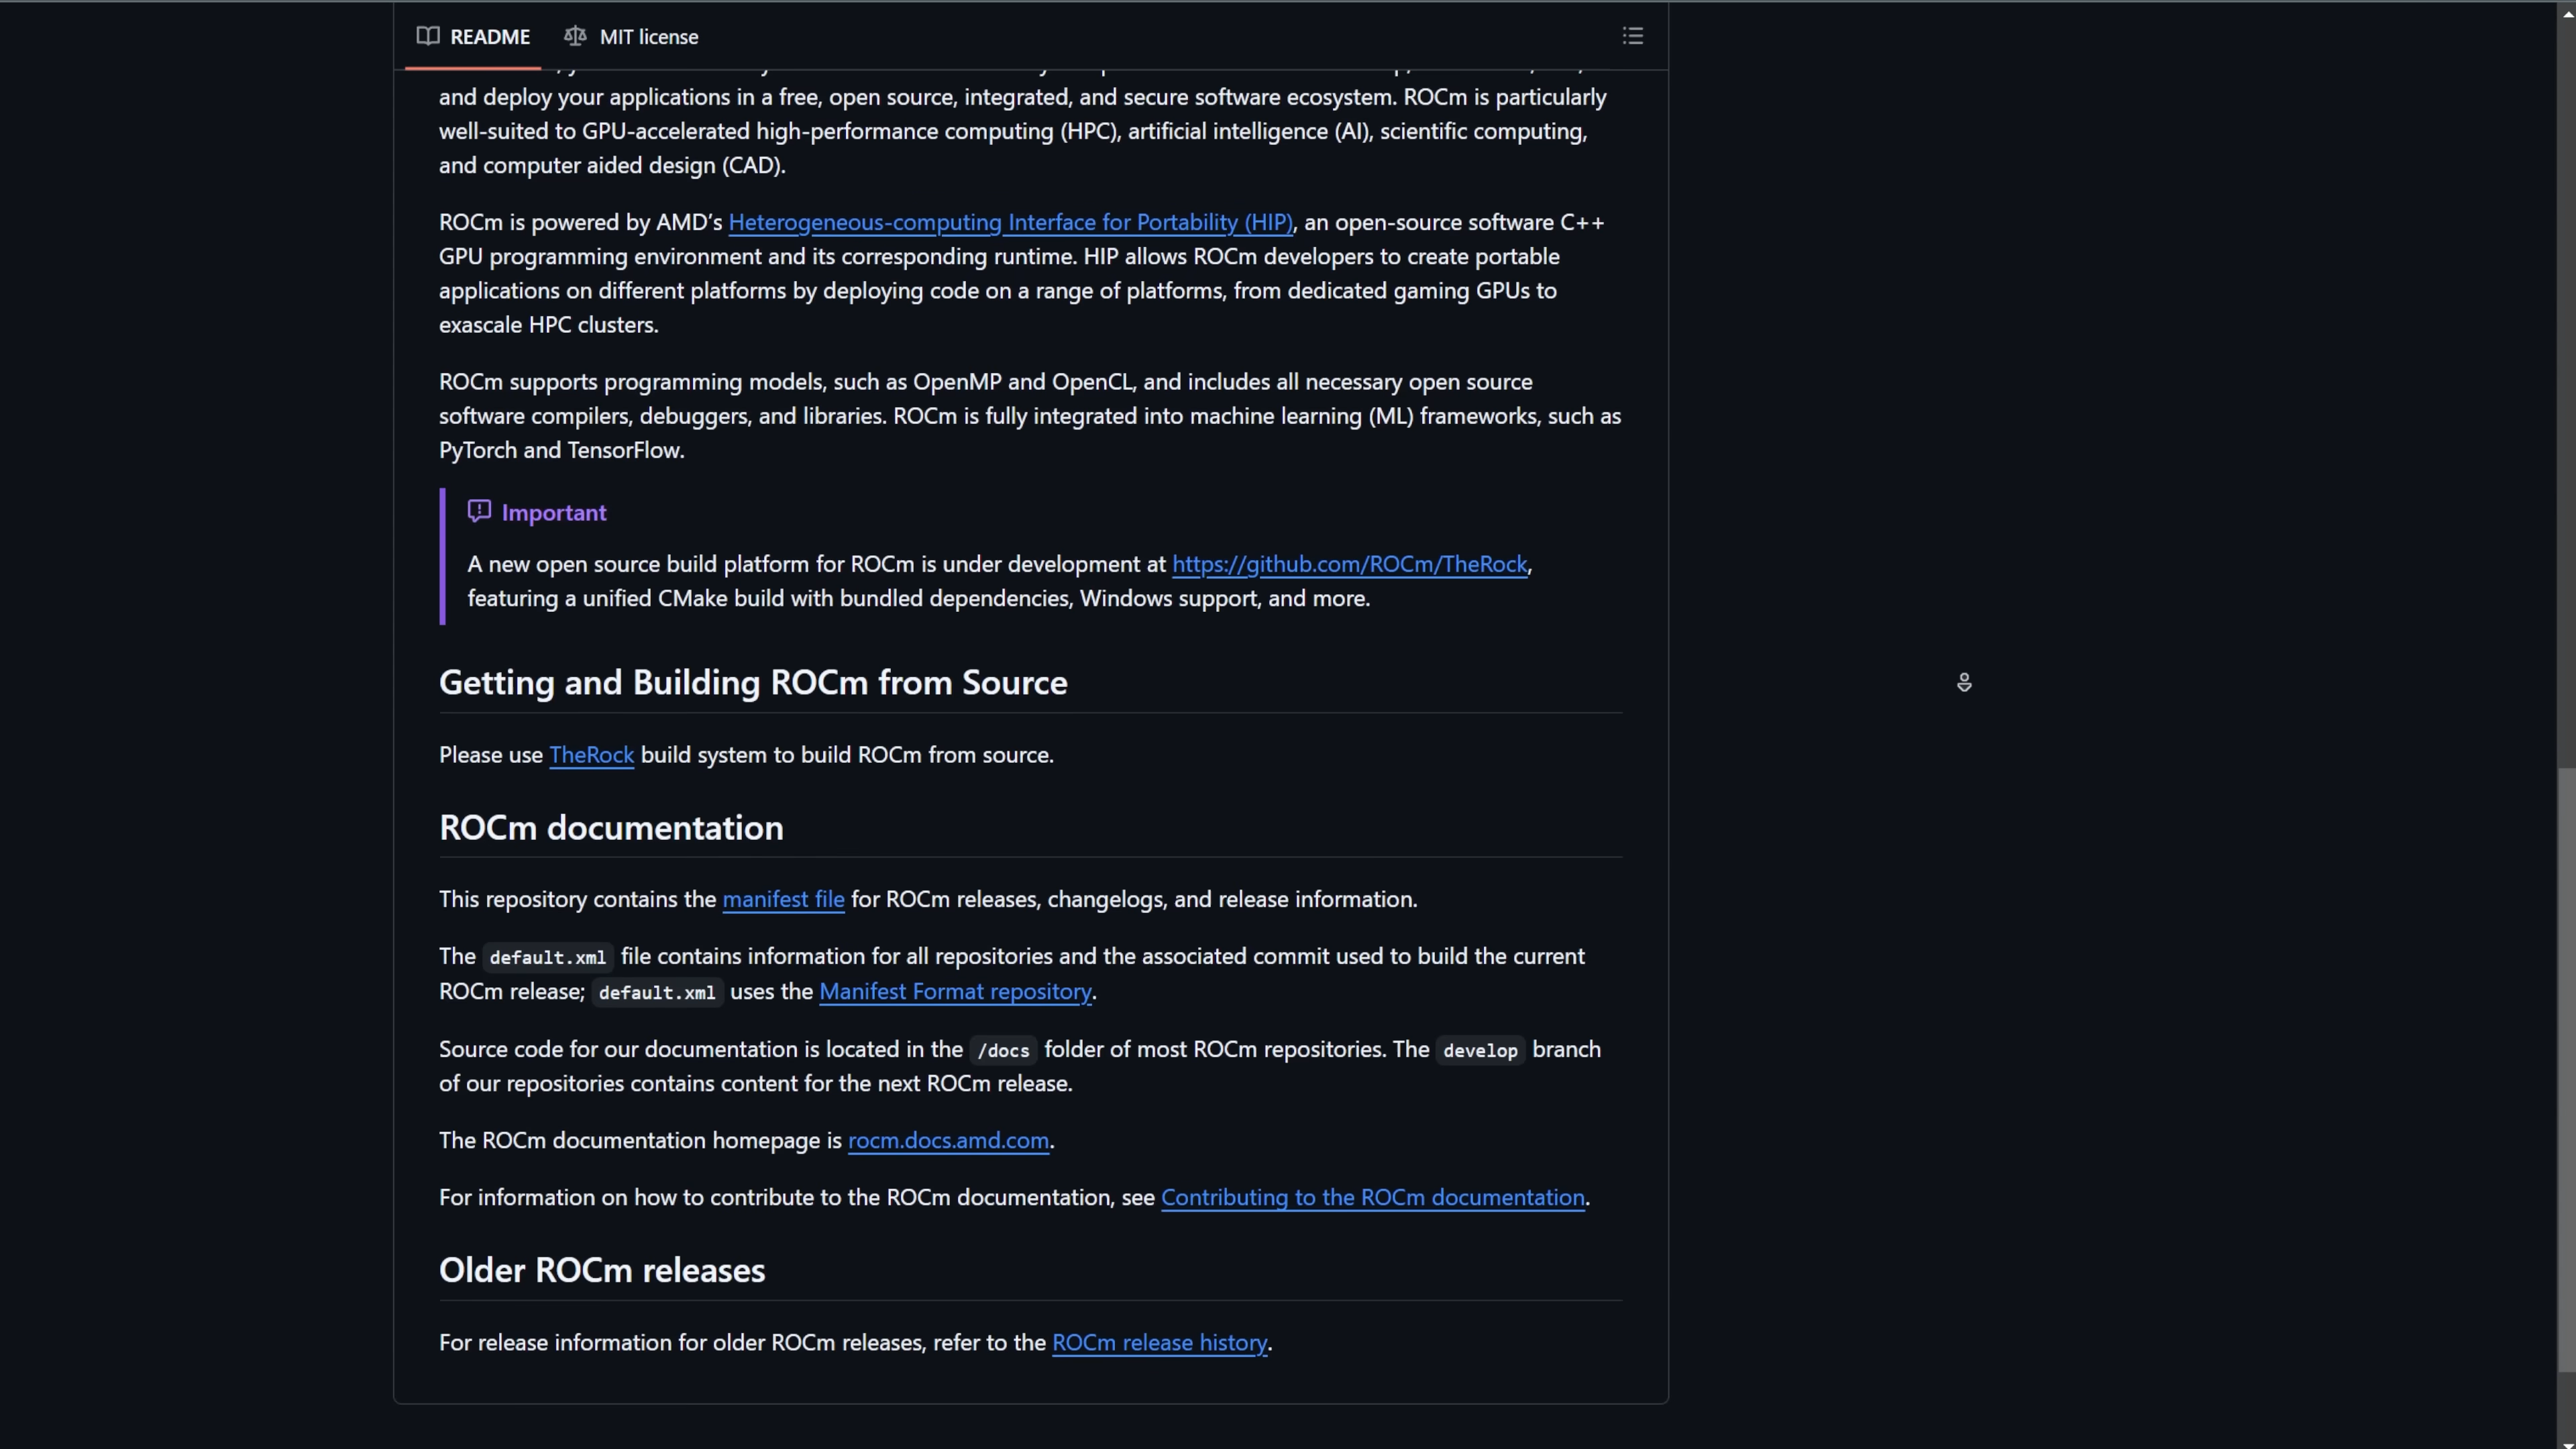 README
MIT license
and deploy your applications in a free, open source, integrated, and secure software ecosystem. ROCm is particularly
well-suited to GPU-accelerated high-performance computing (HPC), artificial intelligence (AI), scientific computing,
and computer aided design (CAD).
ROCm is powered by AMD’s Heterogeneous-computing Interface for Portability (HIP), an open-source software C++
GPU programming environment and its corresponding runtime. HIP allows ROCm developers to create portable
applications on different platforms by deploying code on a range of platforms, from dedicated gaming GPUs to
exascale HPC clusters.
ROCm supports programming models, such as OpenMP and OpenCL, and includes all necessary open source
software compilers, debuggers, and libraries. ROCm is fully integrated into machine learning (ML) frameworks, such as
PyTorch and TensorFlow.
Important
A new open source build platform for ROCm is under development at https://github.com/ROCm/TheRock,
featuring a unified CMake build with bundled dependencies, Windows support, and more.
Getting and Building ROCm from Source
Please use TheRock build system to build ROCm from source.
ROCm documentation
This repository contains the manifest file for ROCm releases, changelogs, and release information.
The default.xml file contains information for all repositories and the associated commit used to build the current
ROCm release; default.xml uses the Manifest Format repository.
Source code for our documentation is located in the /docs folder of most ROCm repositories. The develop branch
of our repositories contains content for the next ROCm release.
The ROCm documentation homepage is rocm.docs.amd.com.
For information on how to contribute to the ROCm documentation, see Contributing to the ROCm documentation.
Older ROCm releases
For release information for older ROCm releases, refer to the ROCm release history.